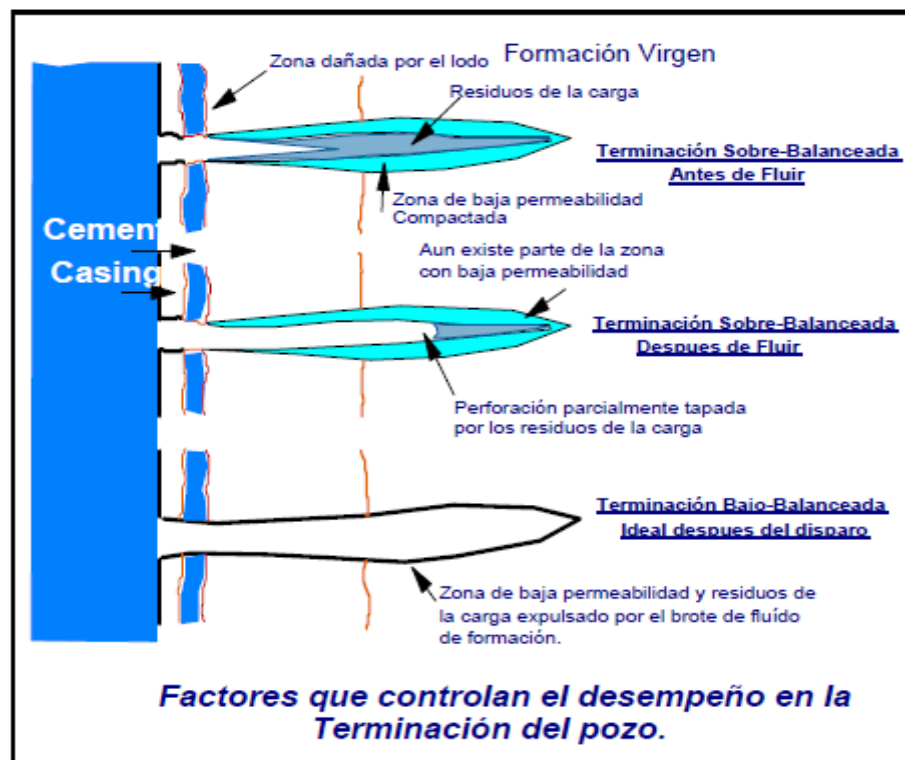 Zona dañada por el lodo
Formación Virgen
Residuos de la carga
Terminación Sobre-Balanceada
Antes de Fluir
Zona de baja permeabilidad
Compactada
Cement
Casing
Aun existe parte de la zona
con baja permeabilidad
Terminación Sobre-Balanceada
Despues de Fluir
Perforación parcialmente tapada
por los residuos de la carga
Terminación Bajo-Balanceada
Ideal despues del disparo
Zona de baja permeabilidad y residuos de
la carga expulsado por el brote de fluído
de formación.
Factores que controlan el desempeño en la
Terminación del pozo.